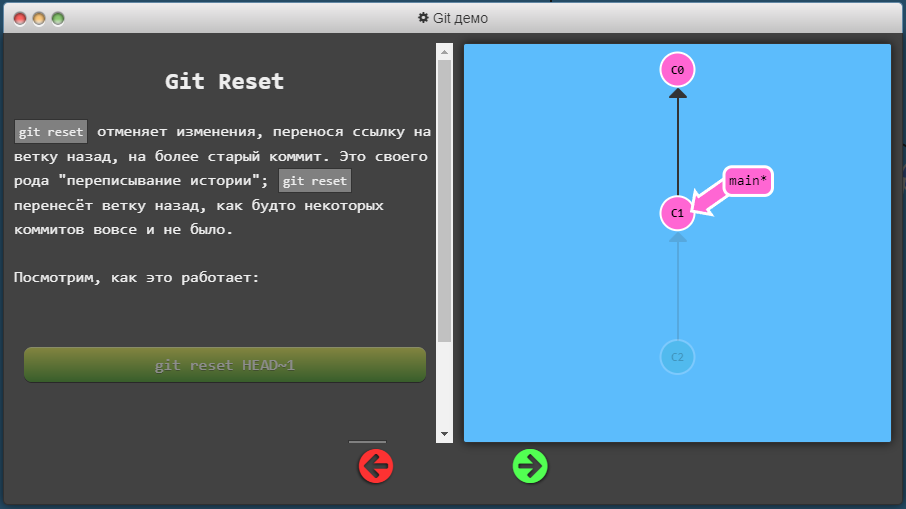 Git демо
Git Reset
git reset отменяет изменения, перенося ссылку на
ветку назад, на более старый коммит. Это своего
рода "переписывание истории"; git reset
перенесёт ветку назад, как будто некоторых
коммитов вовсе и не было.
Посмотрим, как это работает:
git reset HEAD~1
C0
main*
C1
C2